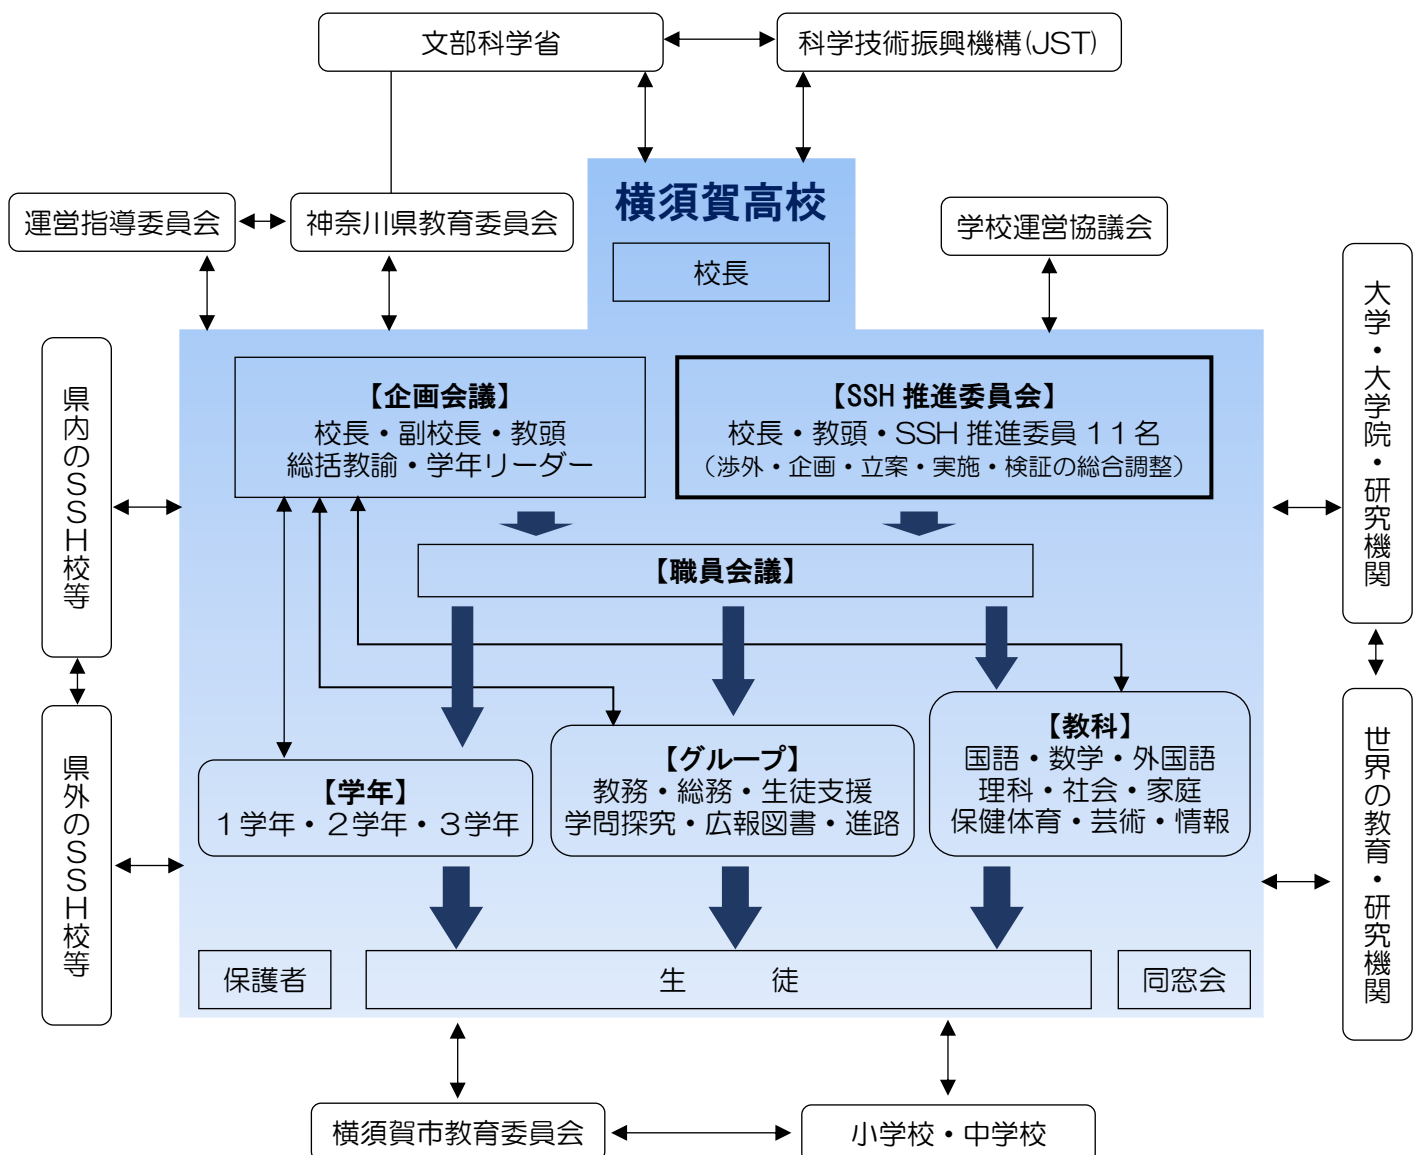 文部科学省
科学技術振興機構(JST)
横須賀高校
校長
運営指導委員会
神奈川県教育委員会
学校運営協議会
県内のSSH校等
県外のSSH校等
【企画会議】
校長・副校長・教頭
総括教諭・学年リーダー
【SSH 推進委員会】
校長・教頭・SSH 推進委員 11名
（渉外・企画・立案・実施・検証の総合調整）
【職員会議】
【学年】
1学年・2学年・3学年
【グループ】
教務・総務・生徒支援
学問探究・広報図書・進路
【教科】
国語・数学・外国語
理科・社会・家庭
保健体育・芸術・情報
大学・大学院・研究機関
世界の教育・研究機関
保護者
生　　徒
同窓会
横須賀市教育委員会
小学校・中学校